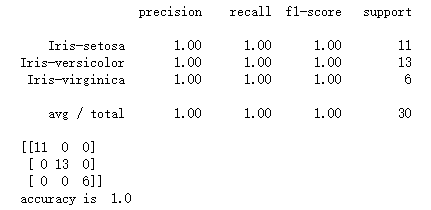 precision recall f1-score support
Iris-setosa 1.00 1.00 1.00 11
Iris-versicolor 1.00 1.00 1.00 13
Iris-virginica 1.00 1.00 1.00 6
avg / total 1.00 1.00 1.00 30
[[11 0 0]
[ 0 13 0]
[ 0 0 6]]
accuracy is 1.0